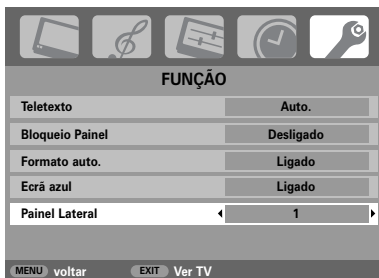 FUNÇÃO
Teletexto Auto.
Bloqueio Painel Desligado
Formato auto. Ligado
Ecrã azul Ligado
Painel Lateral 1
MENU voltar EXIT Ver TV